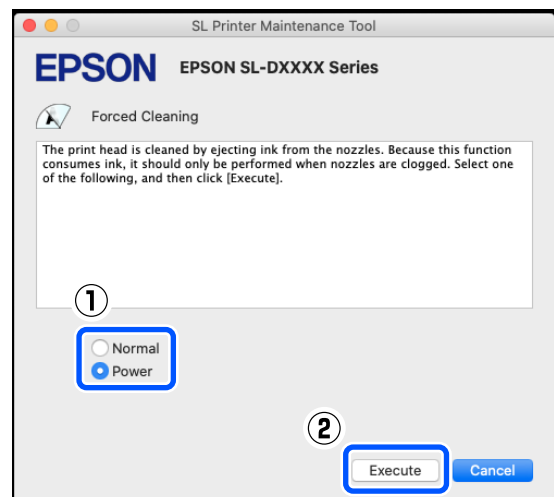 SL Printer Maintenance Tool
EPSON EPSON SL-DXXXX Series
Forced Cleaning
The print head is cleaned by ejecting ink from the nozzles. Because this function
consumes ink, it should only be performed when nozzles are clogged. Select one
of the following, and then click [Execute].
①
Normal
Power
②
Execute Cancel